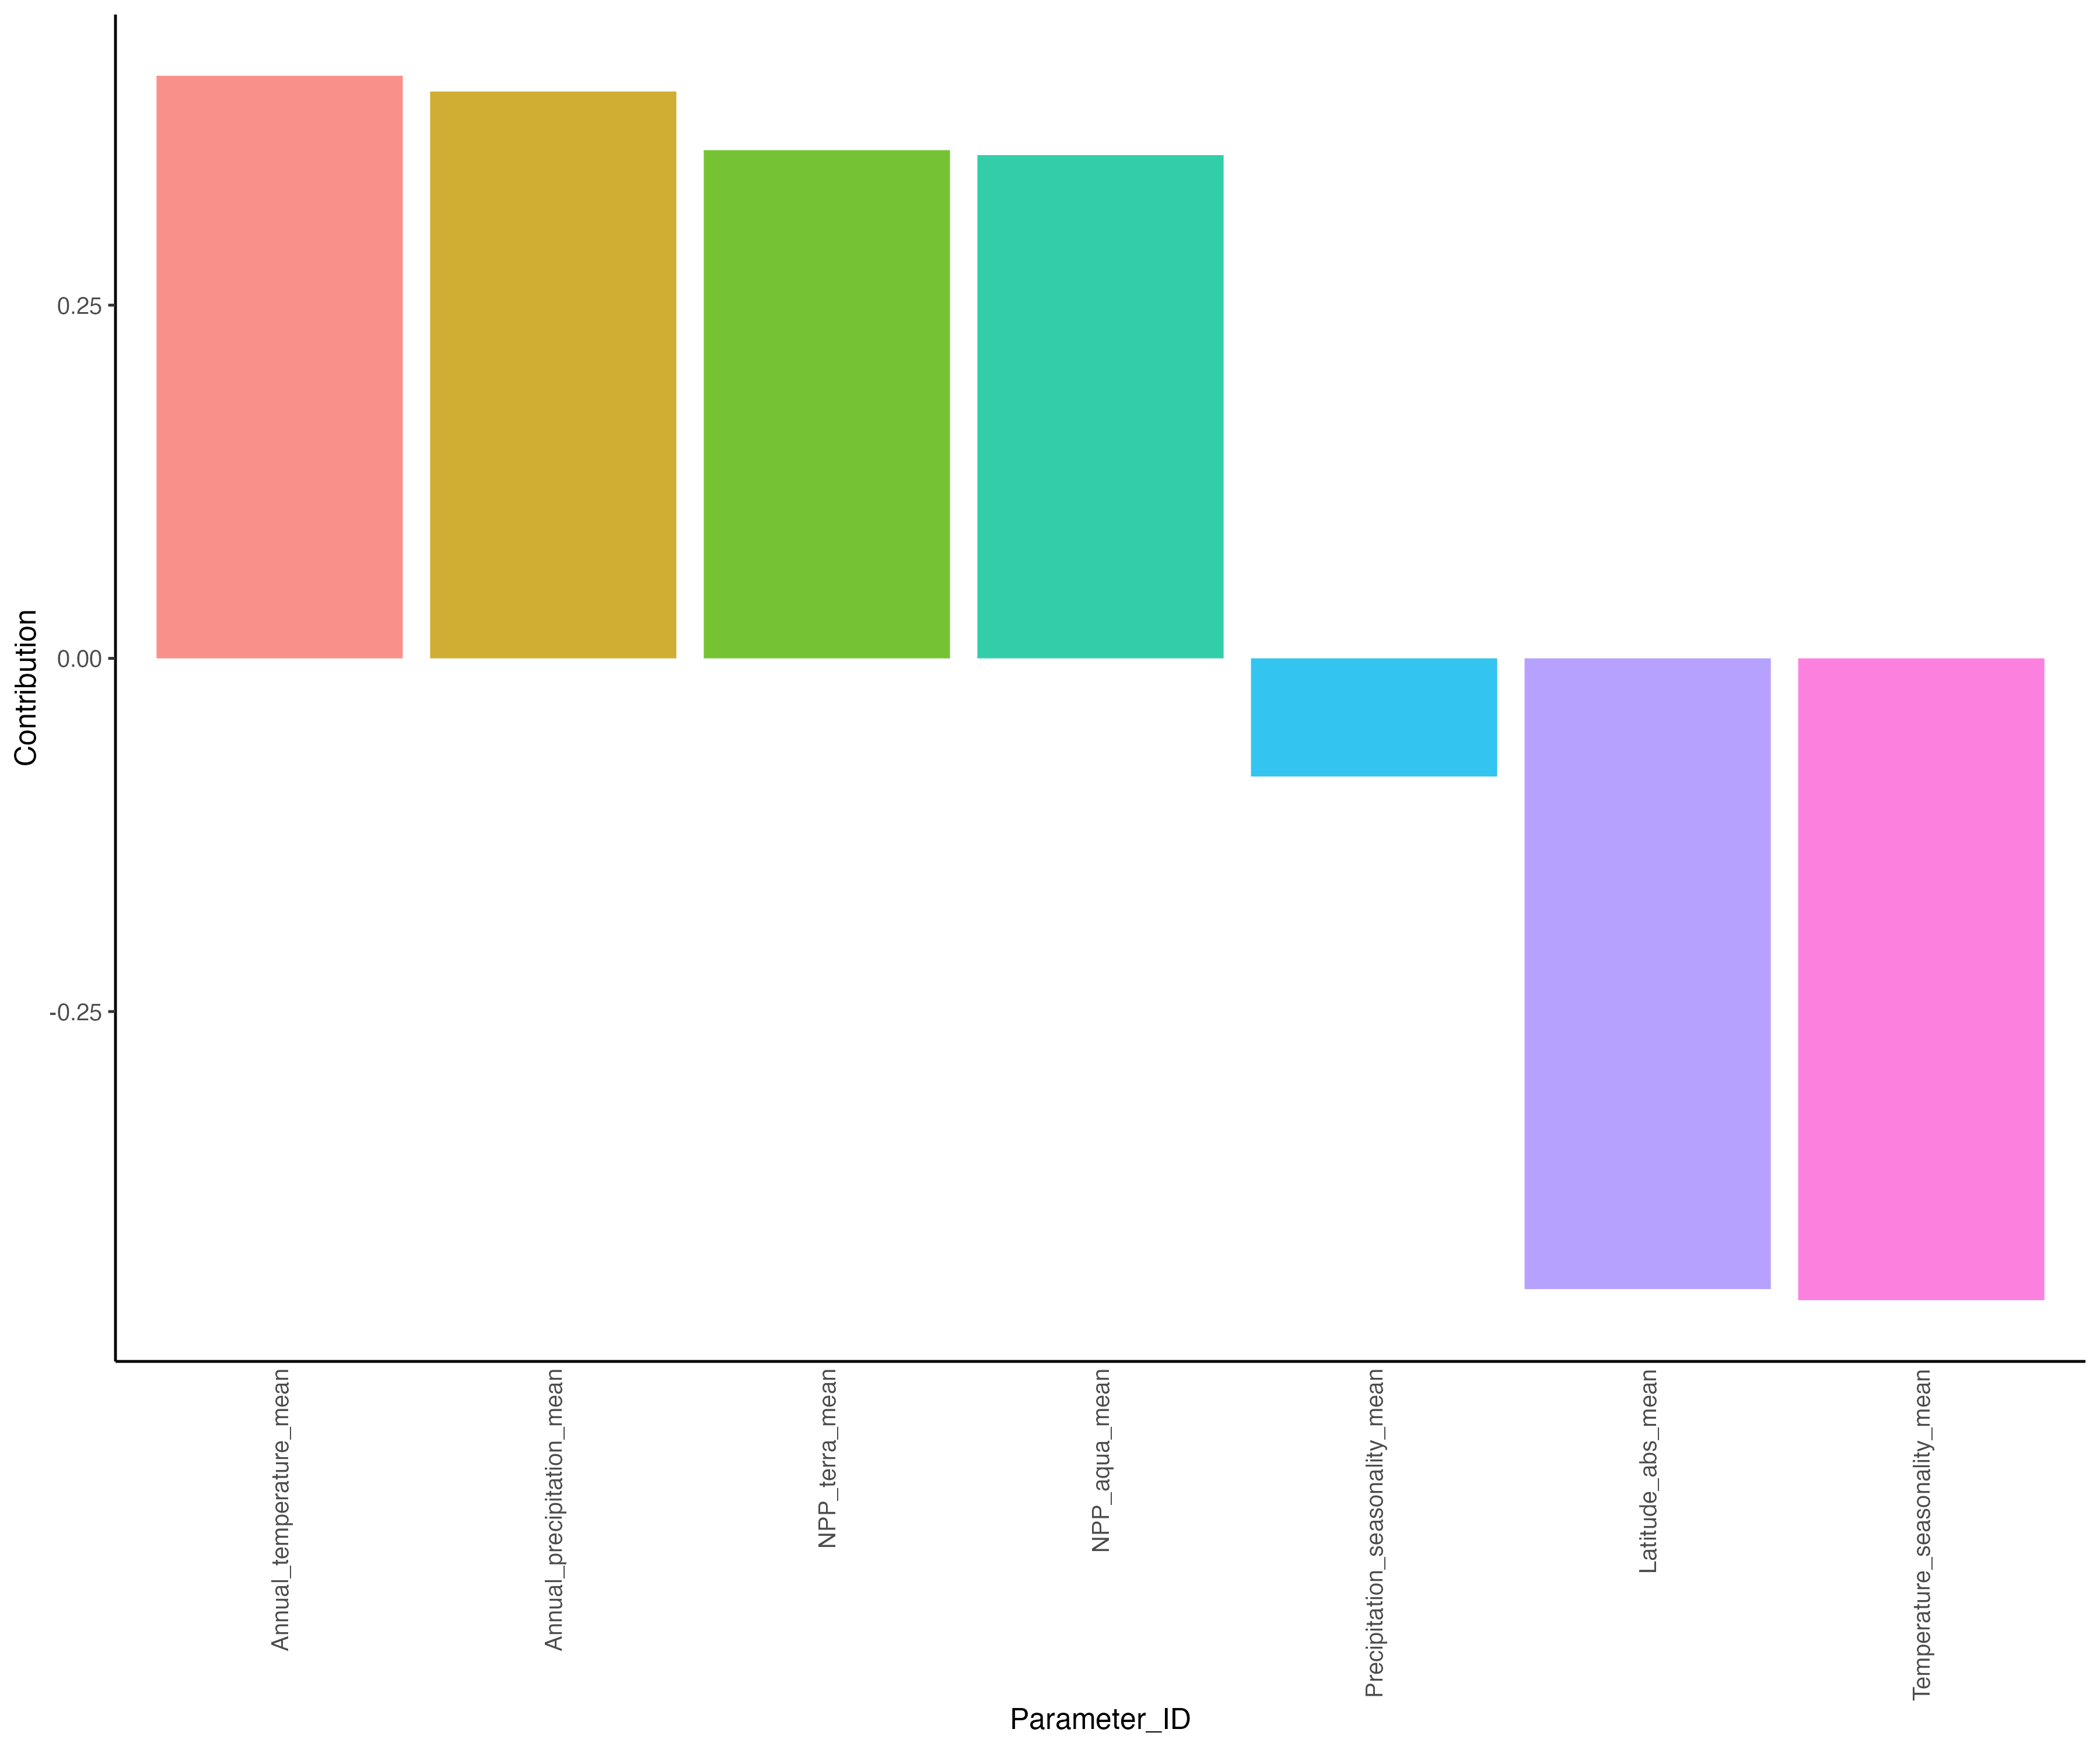 Contribution
0.25
0.00
-0.25
Annual_temperature_mean
Annual_precipitation_mean
NPP_terra_mean
NPP_aqua_mean
Precipitation_seasonality_mean
Latitude_abs_mean
Temperature_seasonality_mean
Parameter_ID